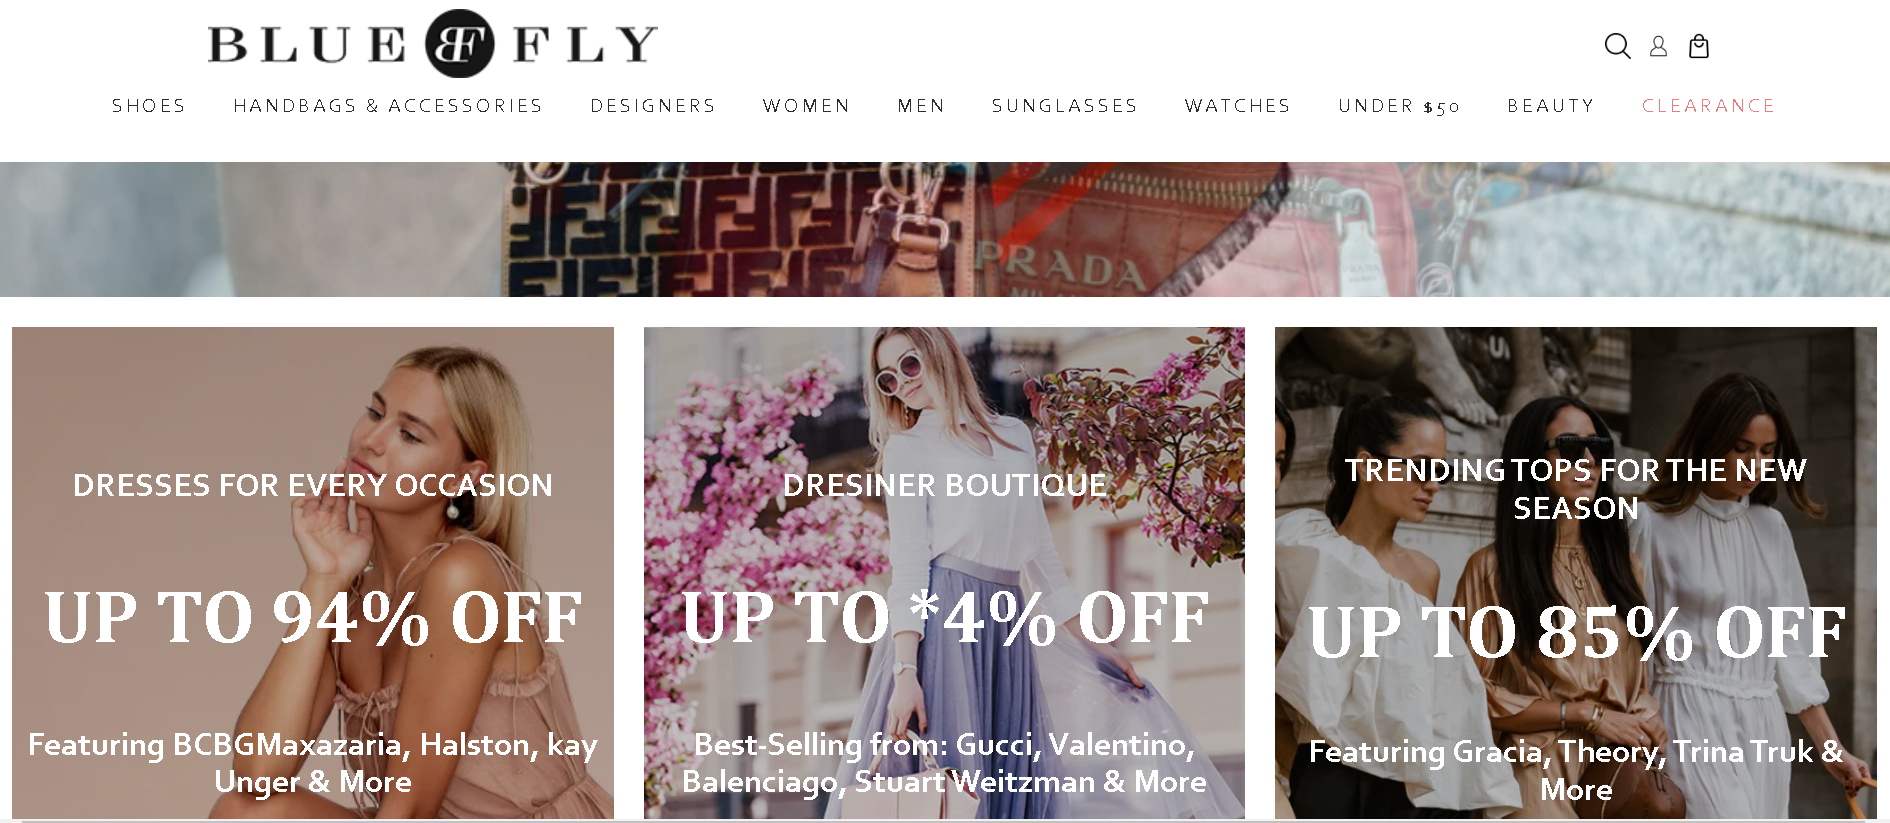 BLUE BF FLY
SHOES HANDBAGS & ACCESSORIES DESIGNERS WOMEN MEN SUNGLASSES WATCHES UNDER $50 BEAUTY CLEARANCE
PRADA
DRESSES FOR EVERY OCCASION
UP TO 94% OFF
Featuring BCBGMaxazaria, Halston, kay
Unger & More
DRESINER BOUTIQUE
UP TO *4% OFF
Best-Selling from: Gucci, Valentino,
Balenciago, Stuart Weitzman & More
TRENDING TOPS FOR THE NEW
SEASON
UP TO 85% OFF
Featuring Gracia, Theory, Trina Truk &
More